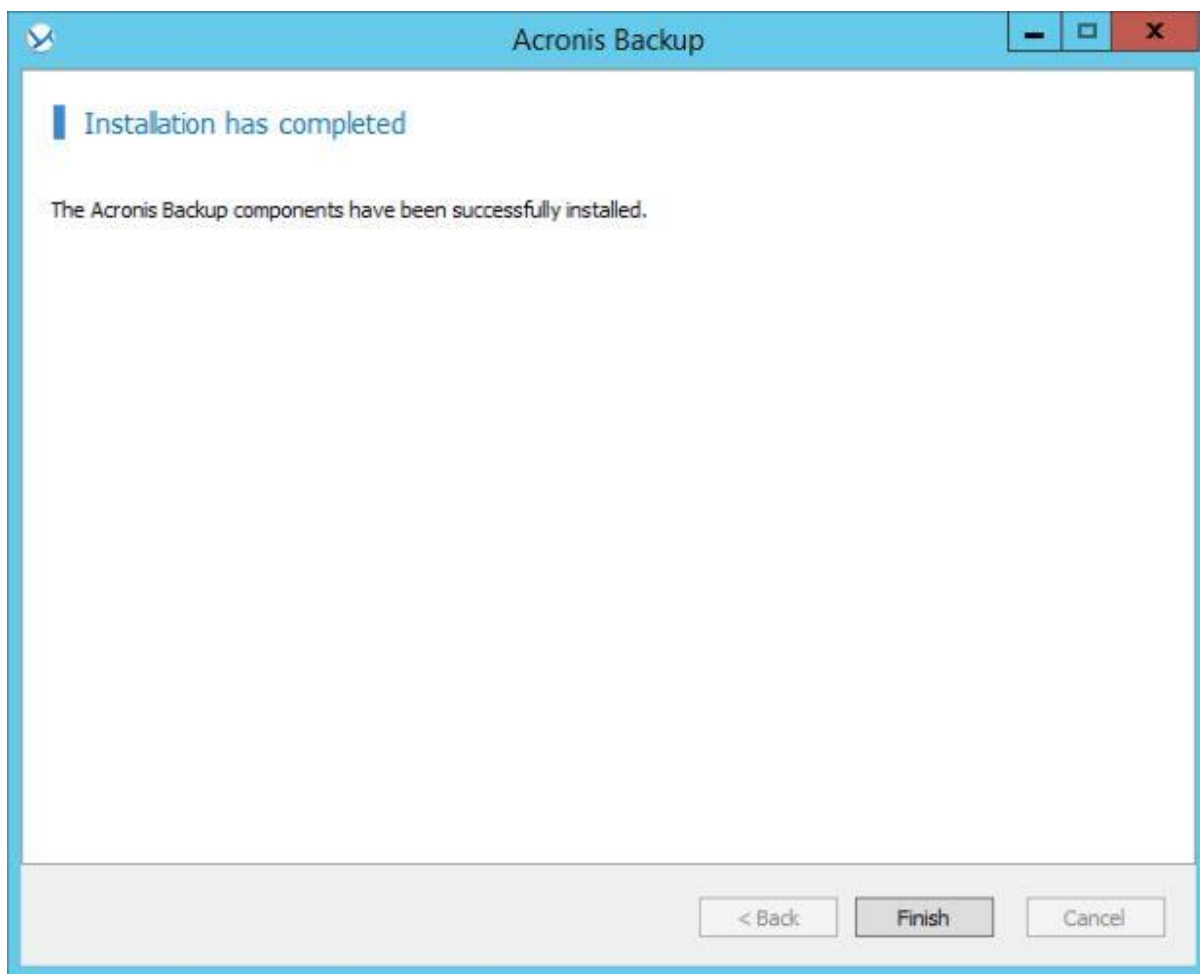 Acronis Backup
Installation has completed
The Acronis Backup components have been successfully installed.
< Back
Finish
Cancel